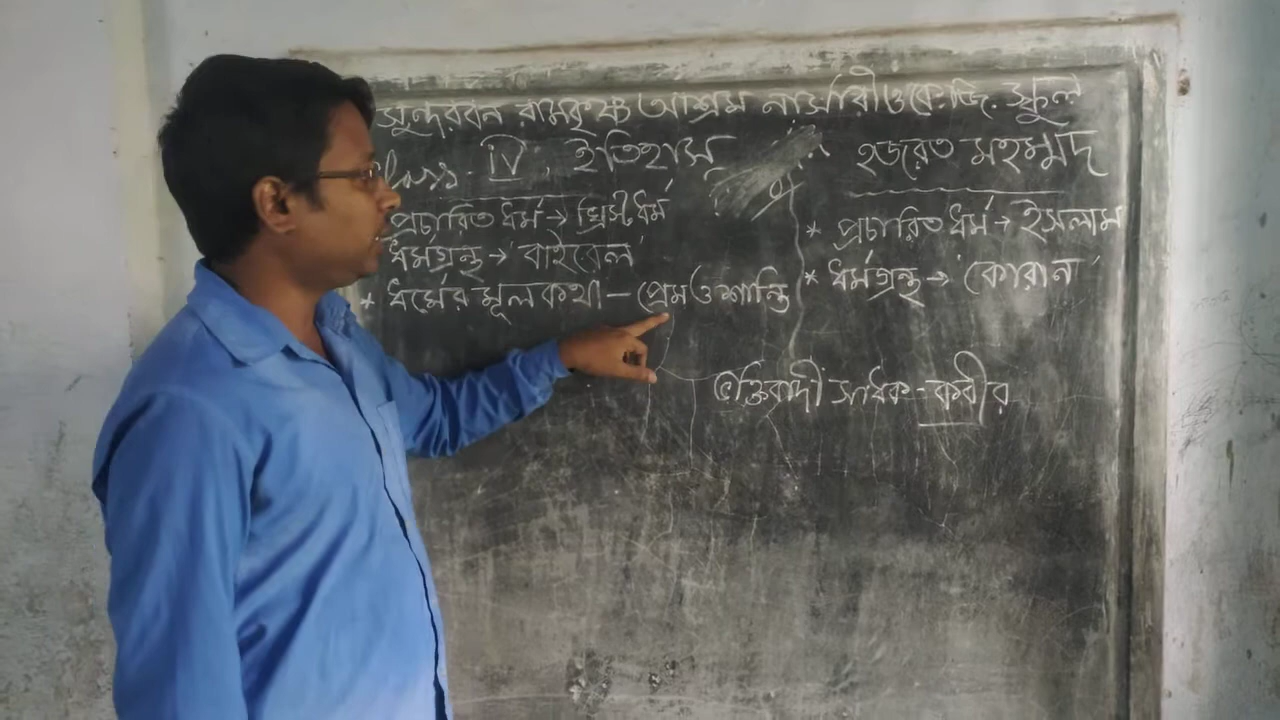 সুন্দরবন রামকৃষ্ণ আশ্রম নার্সারী ও কে.জি. স্কুল
Class - IV, ইতিহাস
প্রচারিত ধর্ম → খ্রিস্টধর্ম
ধর্মগ্রন্থ → 'বাইবেল'
* ধর্মের মূলকথা – প্রেম ও শান্তি
হজরত মহম্মদ
* প্রচারিত ধর্ম → ইসলাম
* ধর্মগ্রন্থ → 'কোরান'
ভক্তিবাদী সাধক - কবীর